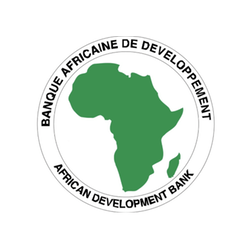 BANQUE AFRICAINE DE DEVELOPPEMENT
AFRICAN DEVELOPMENT BANK